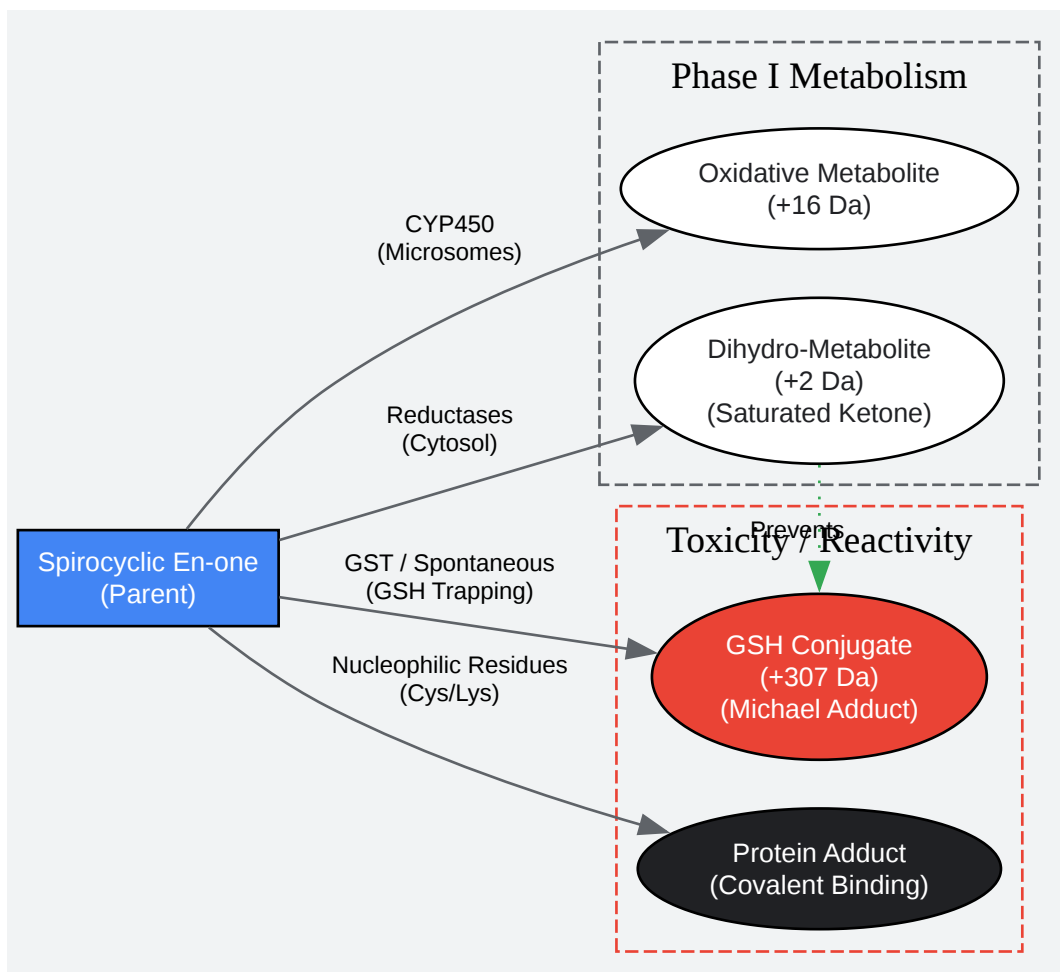 Phase I Metabolism
Oxidative Metabolite
(+16 Da)
CYP450
(Microsomes)
Dihydro-Metabolite
(+2 Da)
(Saturated Ketone)
Reductases
(Cytosol)
Prevents
Toxicity / Reactivity
Spirocyclic En-one
(Parent)
GST / Spontaneous
(GSH Trapping)
GSH Conjugate
(+307 Da)
(Michael Adduct)
Nucleophilic Residues
(Cys/Lys)
Protein Adduct
(Covalent Binding)